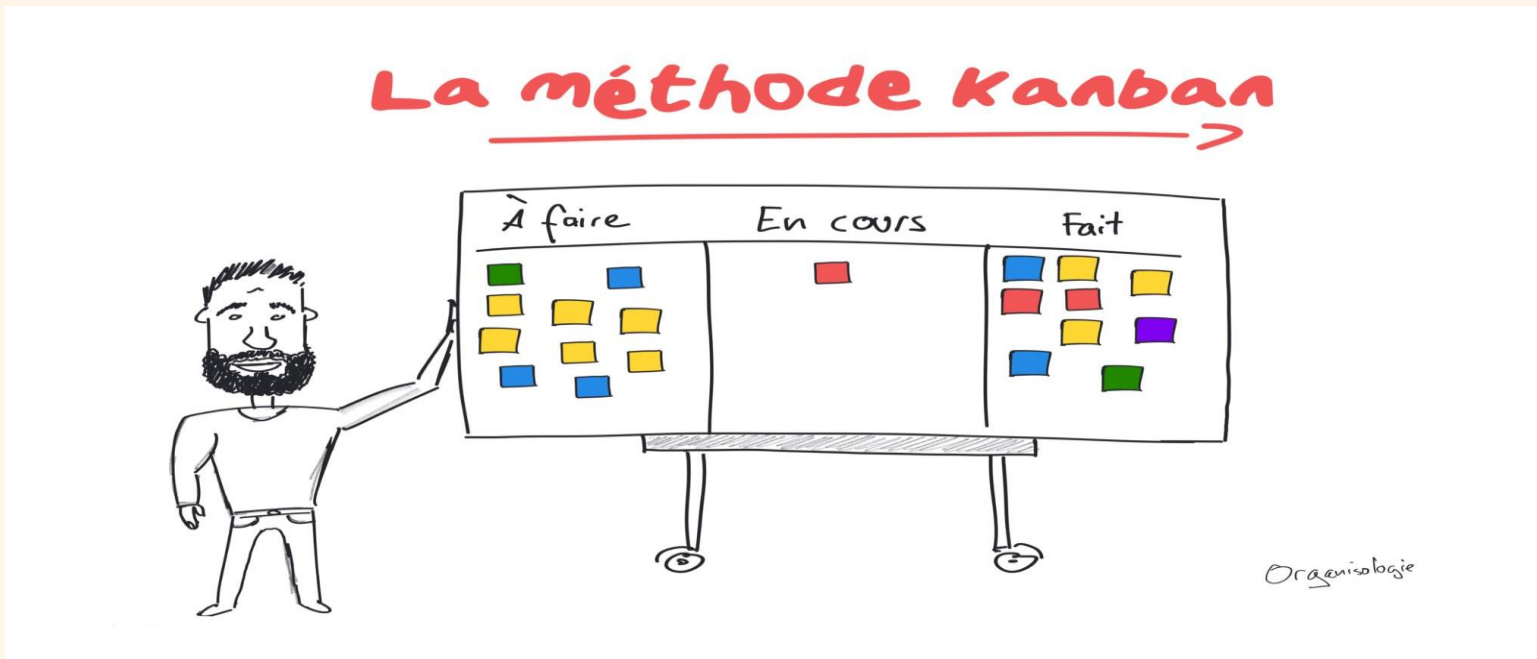 La méthode Kanban
À faire
En cours
Fait
Organisologie